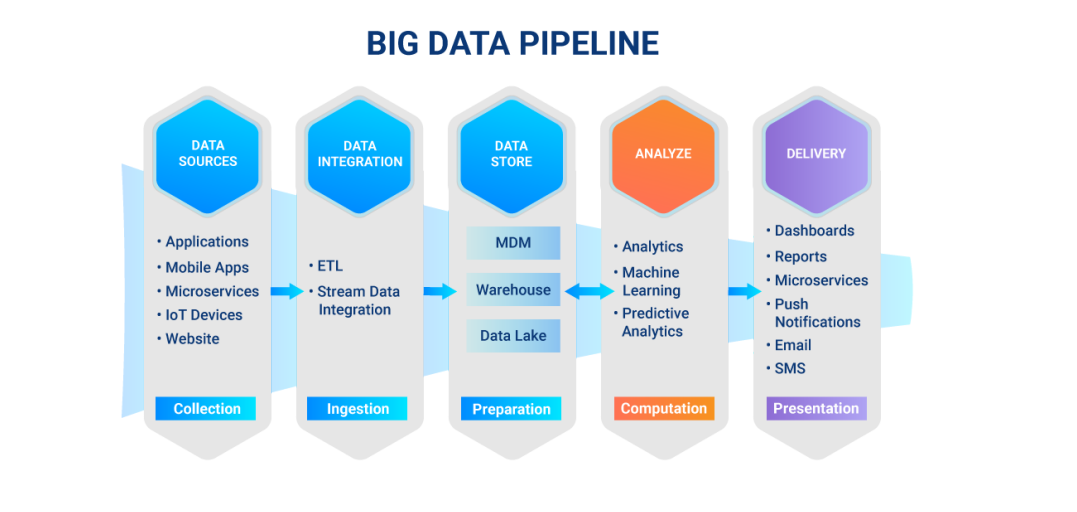 BIG DATA PIPELINE
DATA
SOURCES
• Applications
• Mobile Apps
• Microservices
• IoT Devices
• Website
Collection
DATA
INTEGRATION
• ETL
• Stream Data
Integration
Ingestion
DATA
STORE
MDM
Warehouse
Data Lake
Preparation
ANALYZE
• Analytics
• Machine
Learning
• Predictive
Analytics
Computation
DELIVERY
• Dashboards
• Reports
• Microservices
• Push
Notifications
• Email
• SMS
Presentation